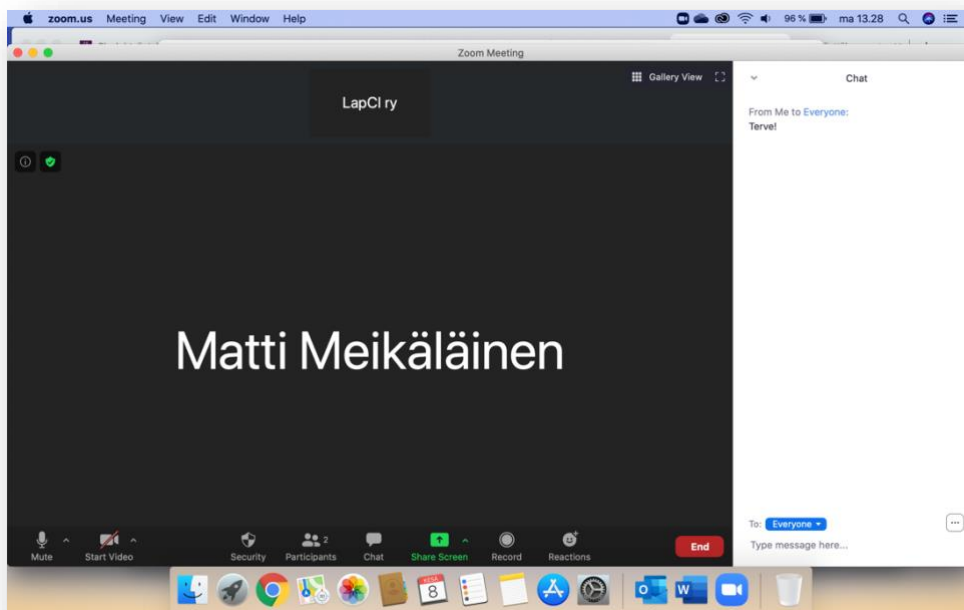 zoom.us Meeting View Edit Window Help 96 % ma 13.28
Zoom Meeting
Gallery View
LapCI ry
Matti Meikäläinen
Mute
Start Video
Security
2
Participants
Chat
Share Screen
Record
Reactions
End
Chat
From Me to Everyone:
Terve!
To: Everyone
Type message here...
KESÄ
8
W